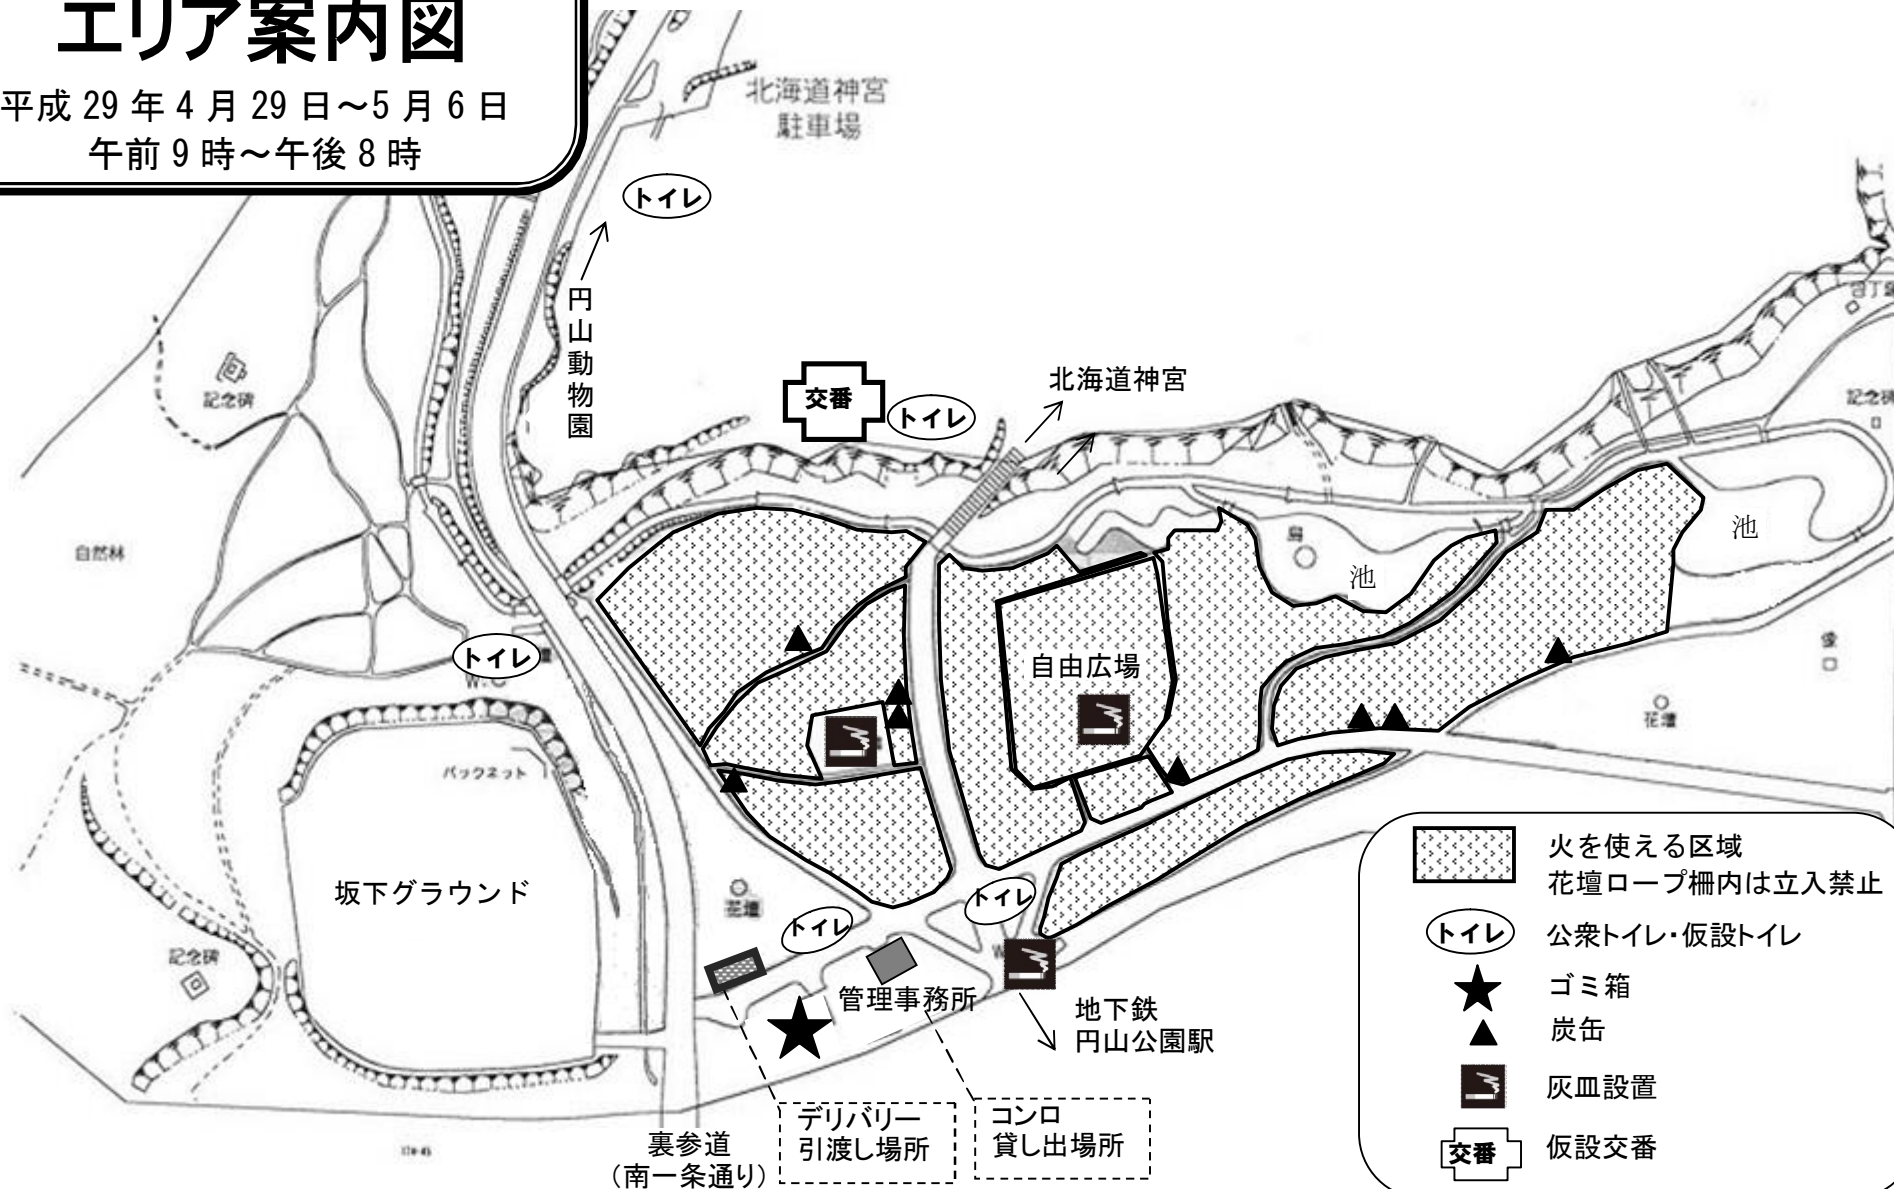 エリア案内図
平成 29 年 4 月 29 日～5 月 6 日
午前 9 時～午後 8 時
北海道神宮
駐車場
トイレ
円山動物園
交番
トイレ
北海道神宮
記念碑
記念碑
自然林
島
池
池
トイレ
自由広場
花壇
バックネット
坂下グラウンド
花壇
トイレ
トイレ
記念碑
管理事務所
地下鉄
円山公園駅
デリバリー
引渡し場所
コンロ
貸し出場所
裏参道
（南一条通り）
火を使える区域
花壇ロープ柵内は立入禁止
トイレ 公衆トイレ・仮設トイレ
ゴミ箱
炭缶
灰皿設置
交番 仮設交番